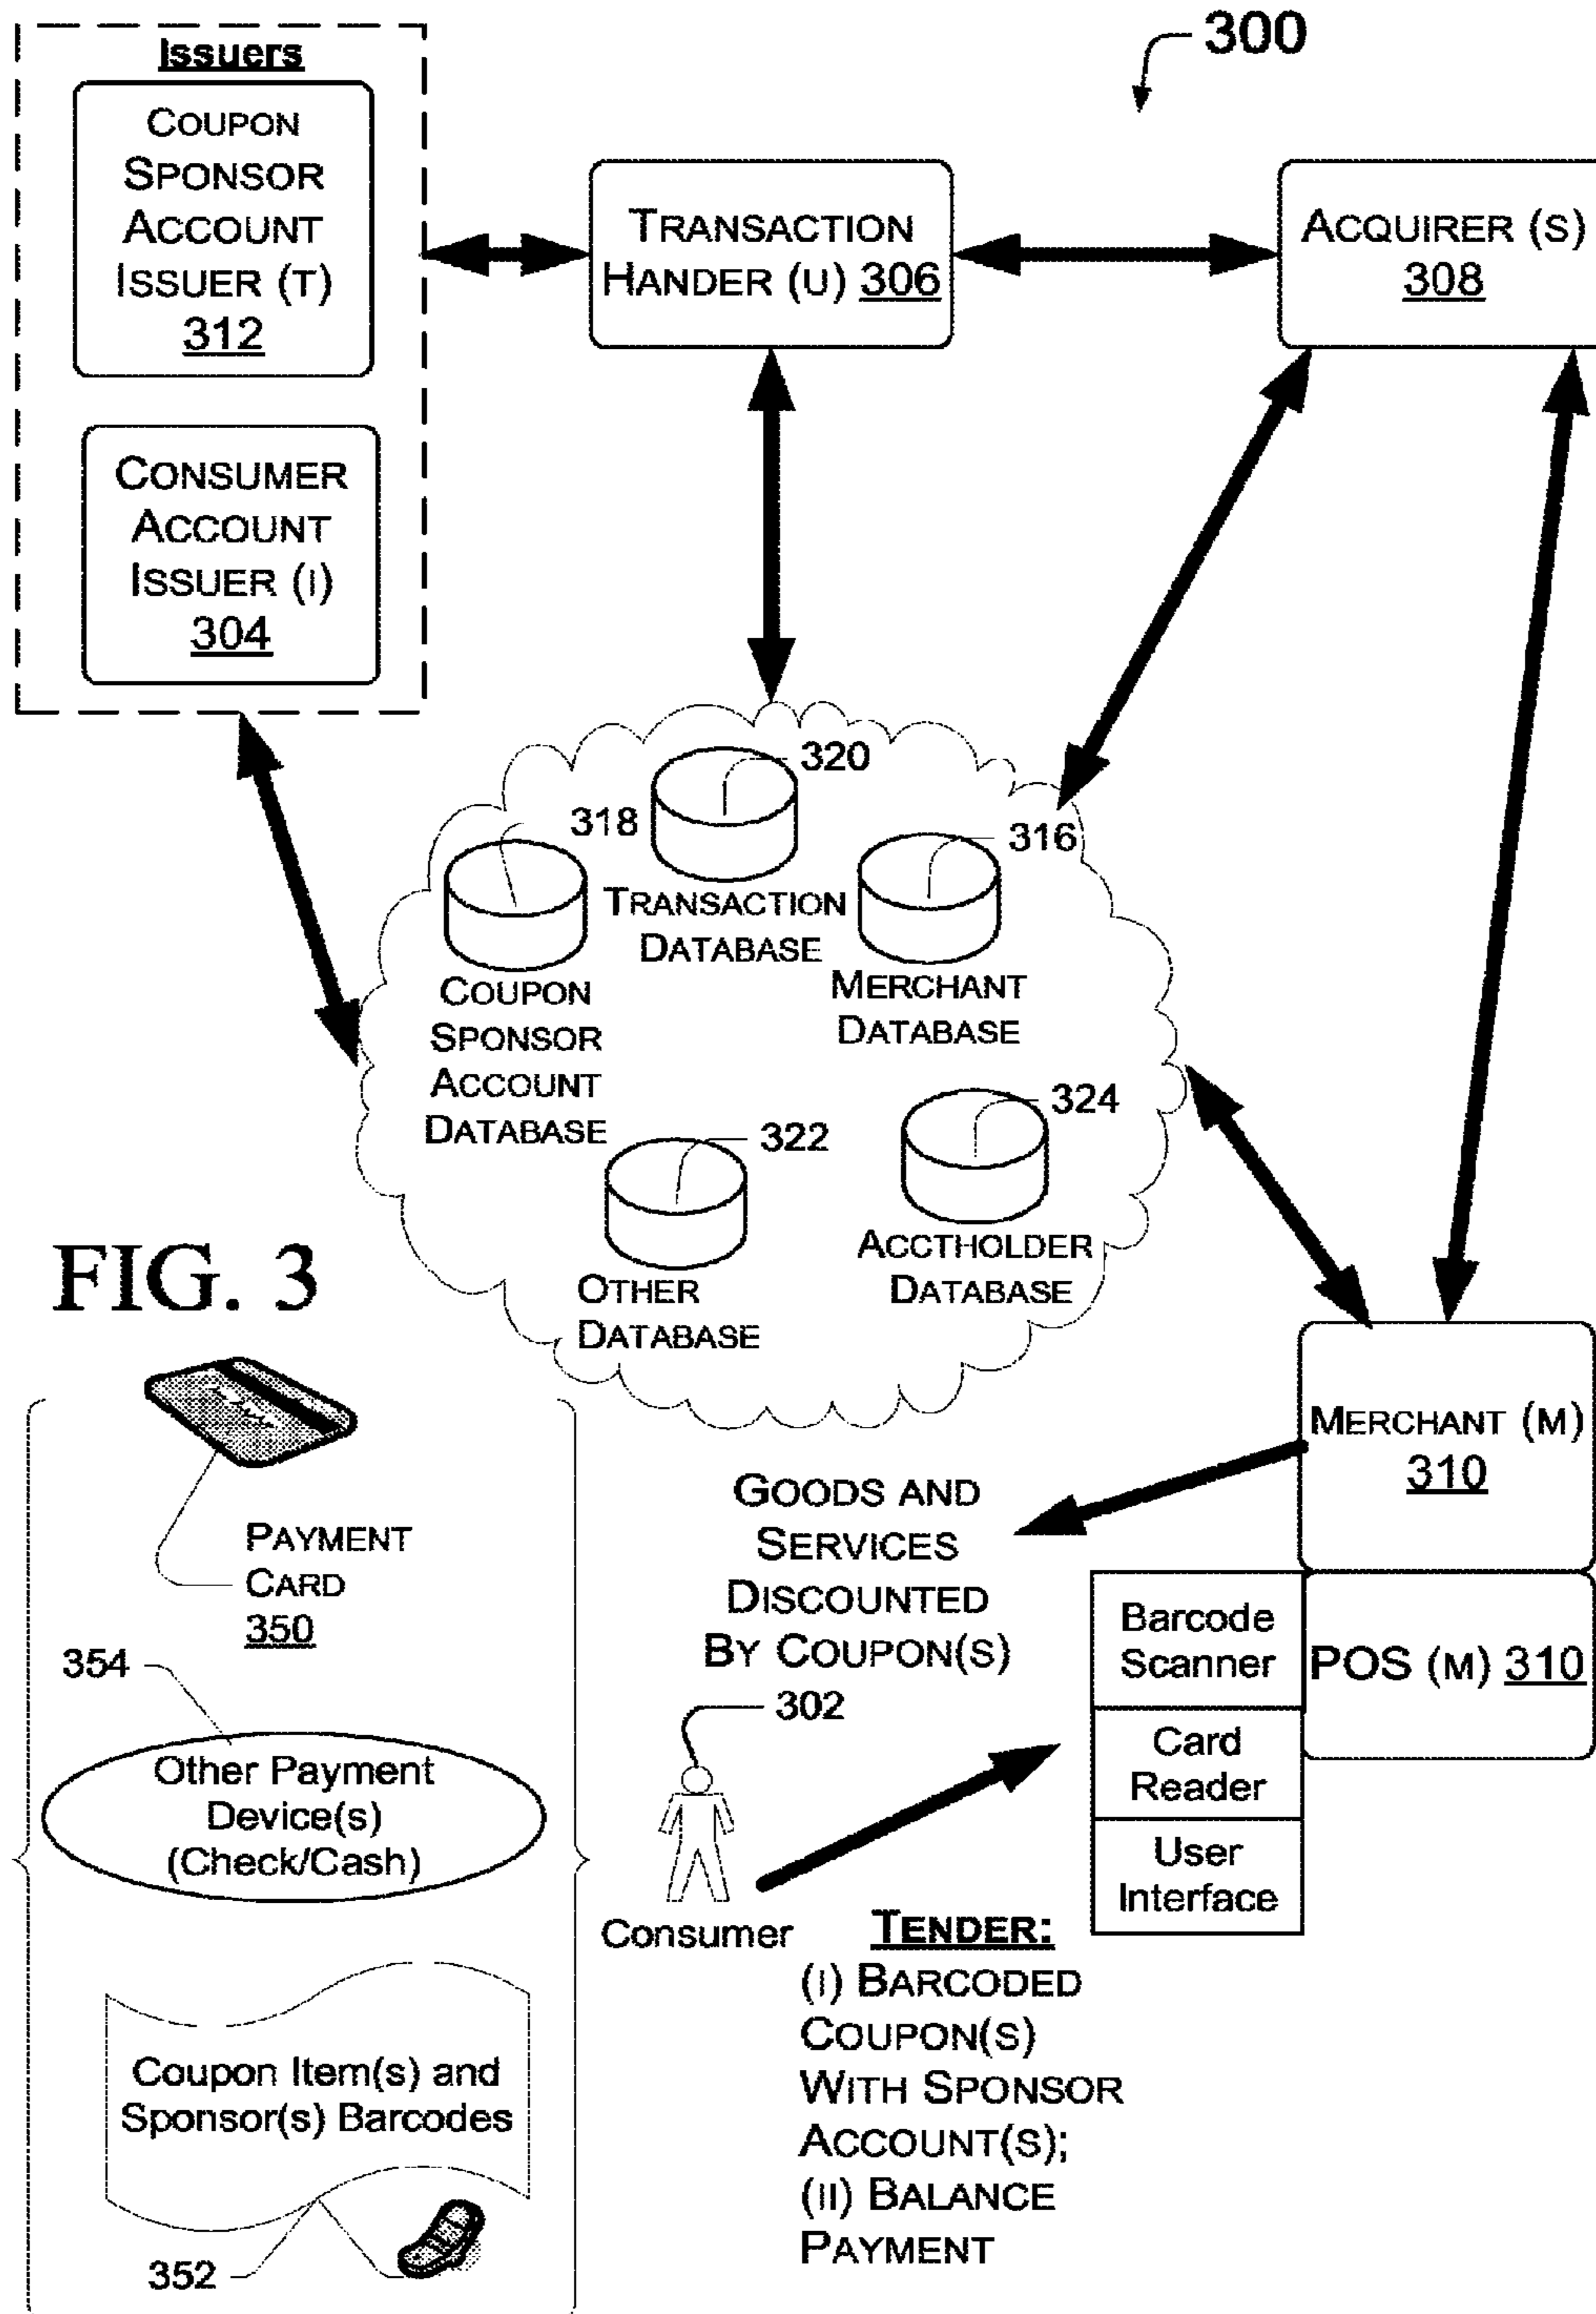 300
Issuers
COUPON
SPONSOR
ACCOUNT
ISSUER (T)
312
CONSUMER
ACCOUNT
ISSUER (I)
304
TRANSACTION
HANDER (U) 306
ACQUIRER (S)
308
320
318
316
TRANSACTION
DATABASE
COUPON
SPONSOR
ACCOUNT
DATABASE
MERCHANT
DATABASE
324
322
ACCTHOLDER
DATABASE
OTHER
DATABASE
FIG. 3
PAYMENT
CARD
350
354
Other Payment
Device(s)
(Check/Cash)
Coupon Item(s) and
Sponsor(s) Barcodes
352
GOODS AND
SERVICES
DISCOUNTED
BY COUPON(S)
302
Consumer
MERCHANT (M)
310
Barcode
Scanner
POS (M) 310
Card
Reader
User
Interface
TENDER:
(I) BARCODED
COUPON(S)
WITH SPONSOR
ACCOUNT(S);
(II) BALANCE
PAYMENT